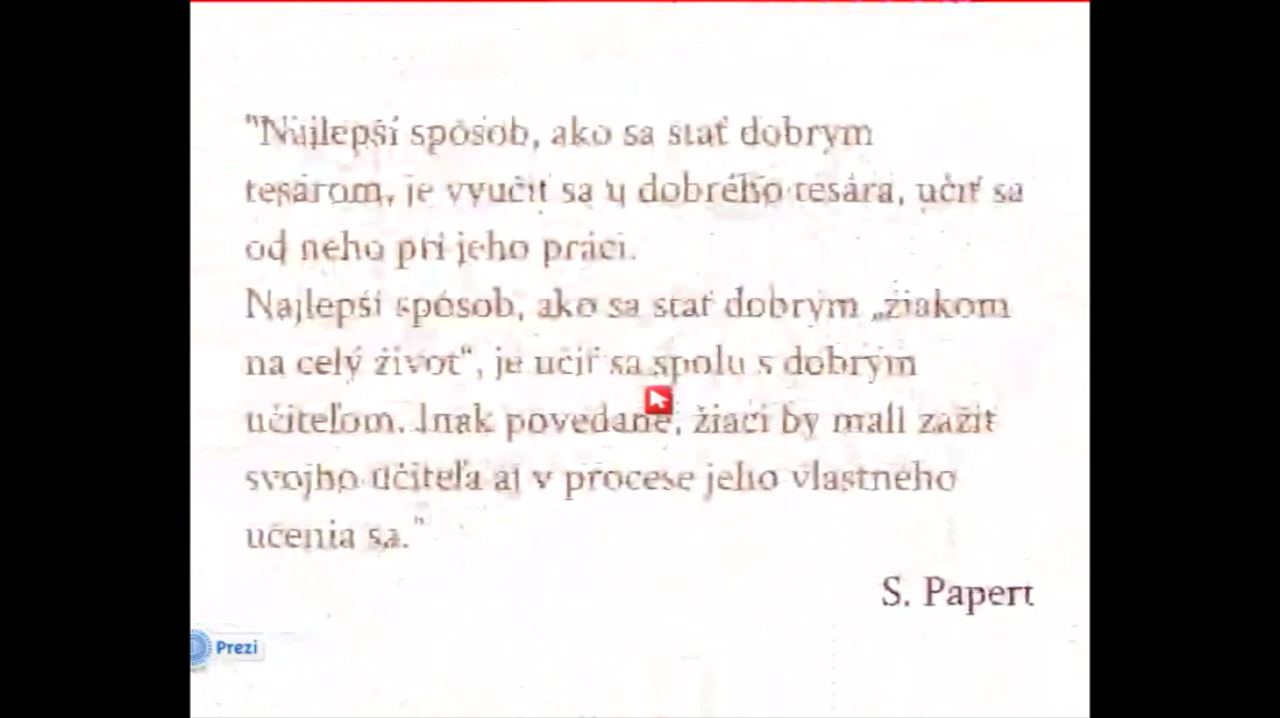 "Najlepší spôsob, ako sa stať dobrým
tesárom, je vyučiť sa u dobrého tesára, učiť sa
od neho pri jeho práci.
Najlepší spôsob, ako sa stať dobrým „žiakom
na celý život“, je učiť sa spolu s dobrým
učiteľom. Inak povedané, žiaci by mali zažiť
svojho učiteľa aj v procese jeho vlastného
učenia sa."
S. Papert
Prezi